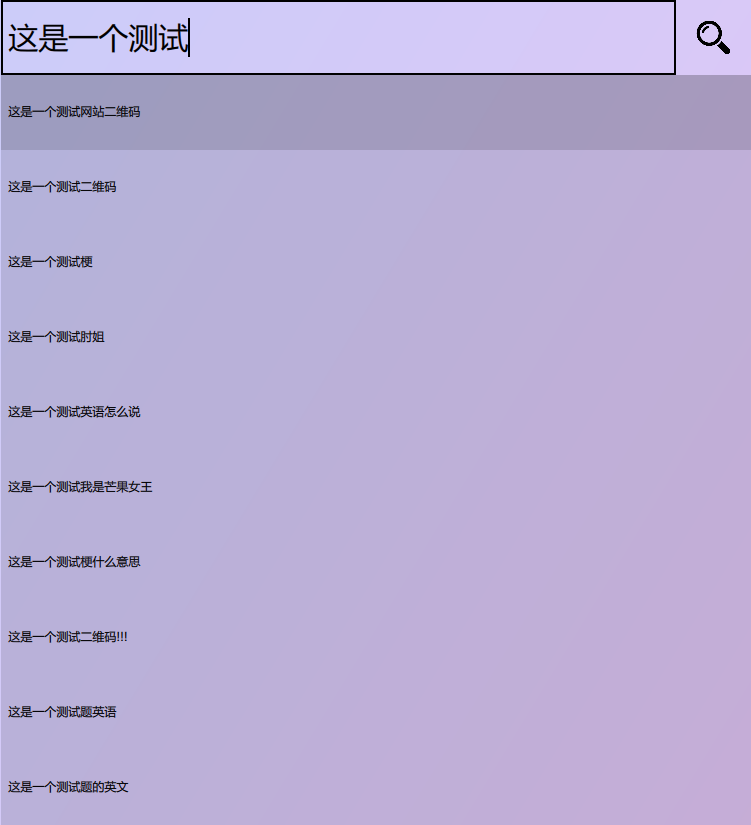 这是一个测试
这是一个测试网站二维码
这是一个测试二维码
这是一个测试梗
这是一个测试肘姐
这是一个测试英语怎么说
这是一个测试我是芒果女王
这是一个测试梗什么意思
这是一个测试二维码!!!
这是一个测试题英语
这是一个测试题的英文